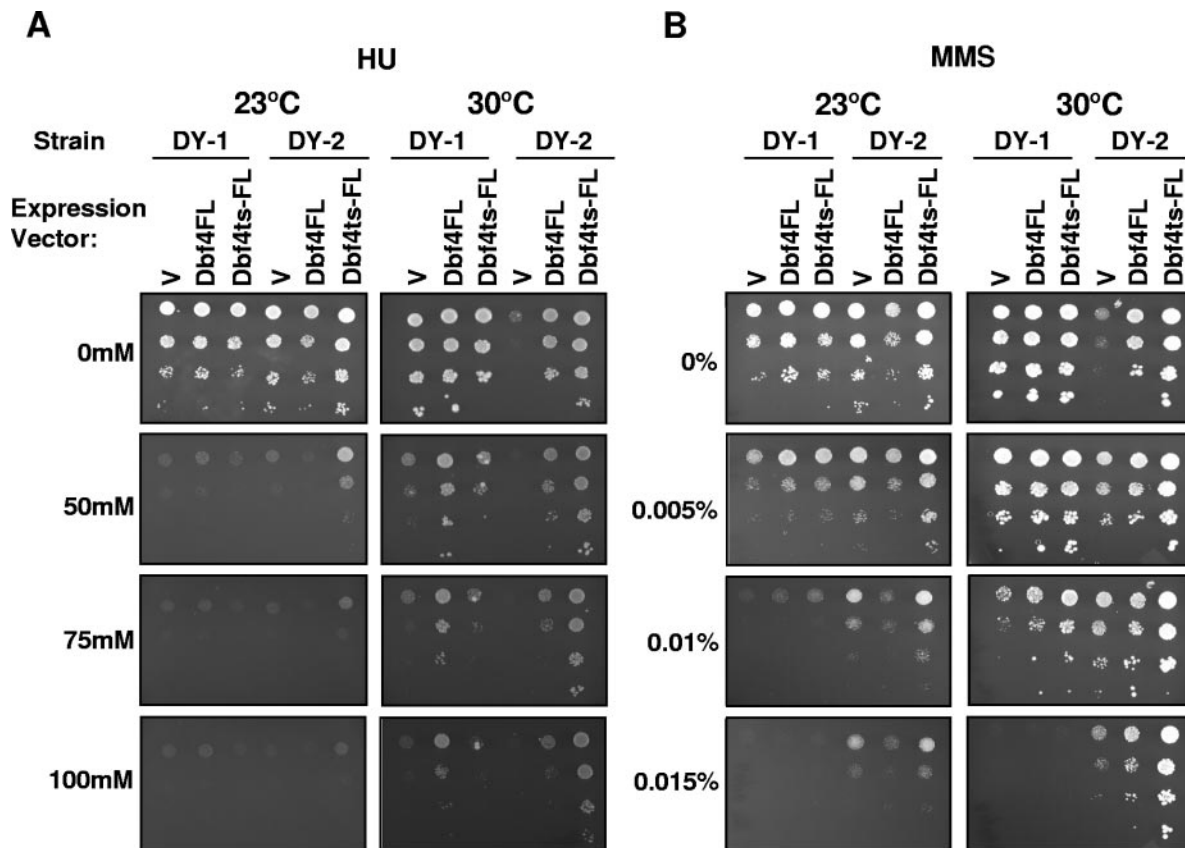 A
B
HU
MMS
23°C 30°C
23°C 30°C
Strain DY-1 DY-2 DY-1 DY-2
DY-1 DY-2 DY-1 DY-2
Expression
Vector:
V Dbf4FL Dbf4ts-FL V Dbf4FL Dbf4ts-FL
V Dbf4FL Dbf4ts-FL V Dbf4FL Dbf4ts-FL
V Dbf4FL Dbf4ts-FL V Dbf4FL Dbf4ts-FL
V Dbf4FL Dbf4ts-FL V Dbf4FL Dbf4ts-FL
0mM
50mM
75mM
100mM
0%
0.005%
0.01%
0.015%